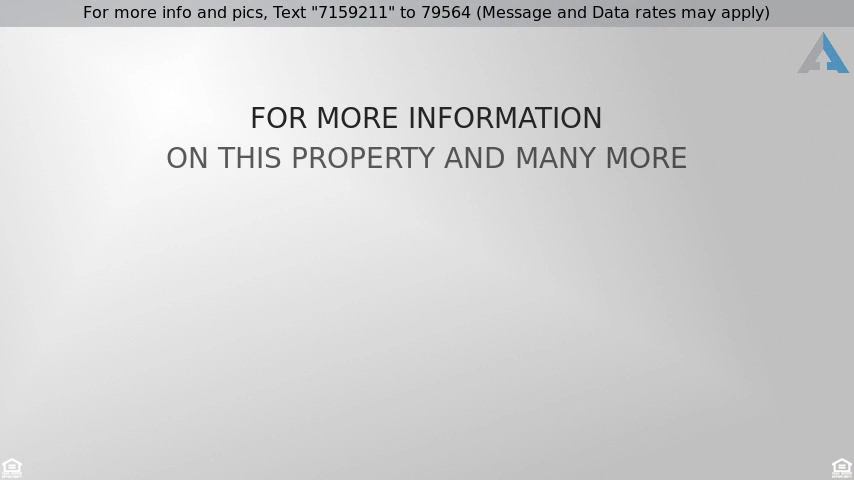 For more info and pics, Text "7159211" to 79564 (Message and Data rates may apply)
FOR MORE INFORMATION
ON THIS PROPERTY AND MANY MORE